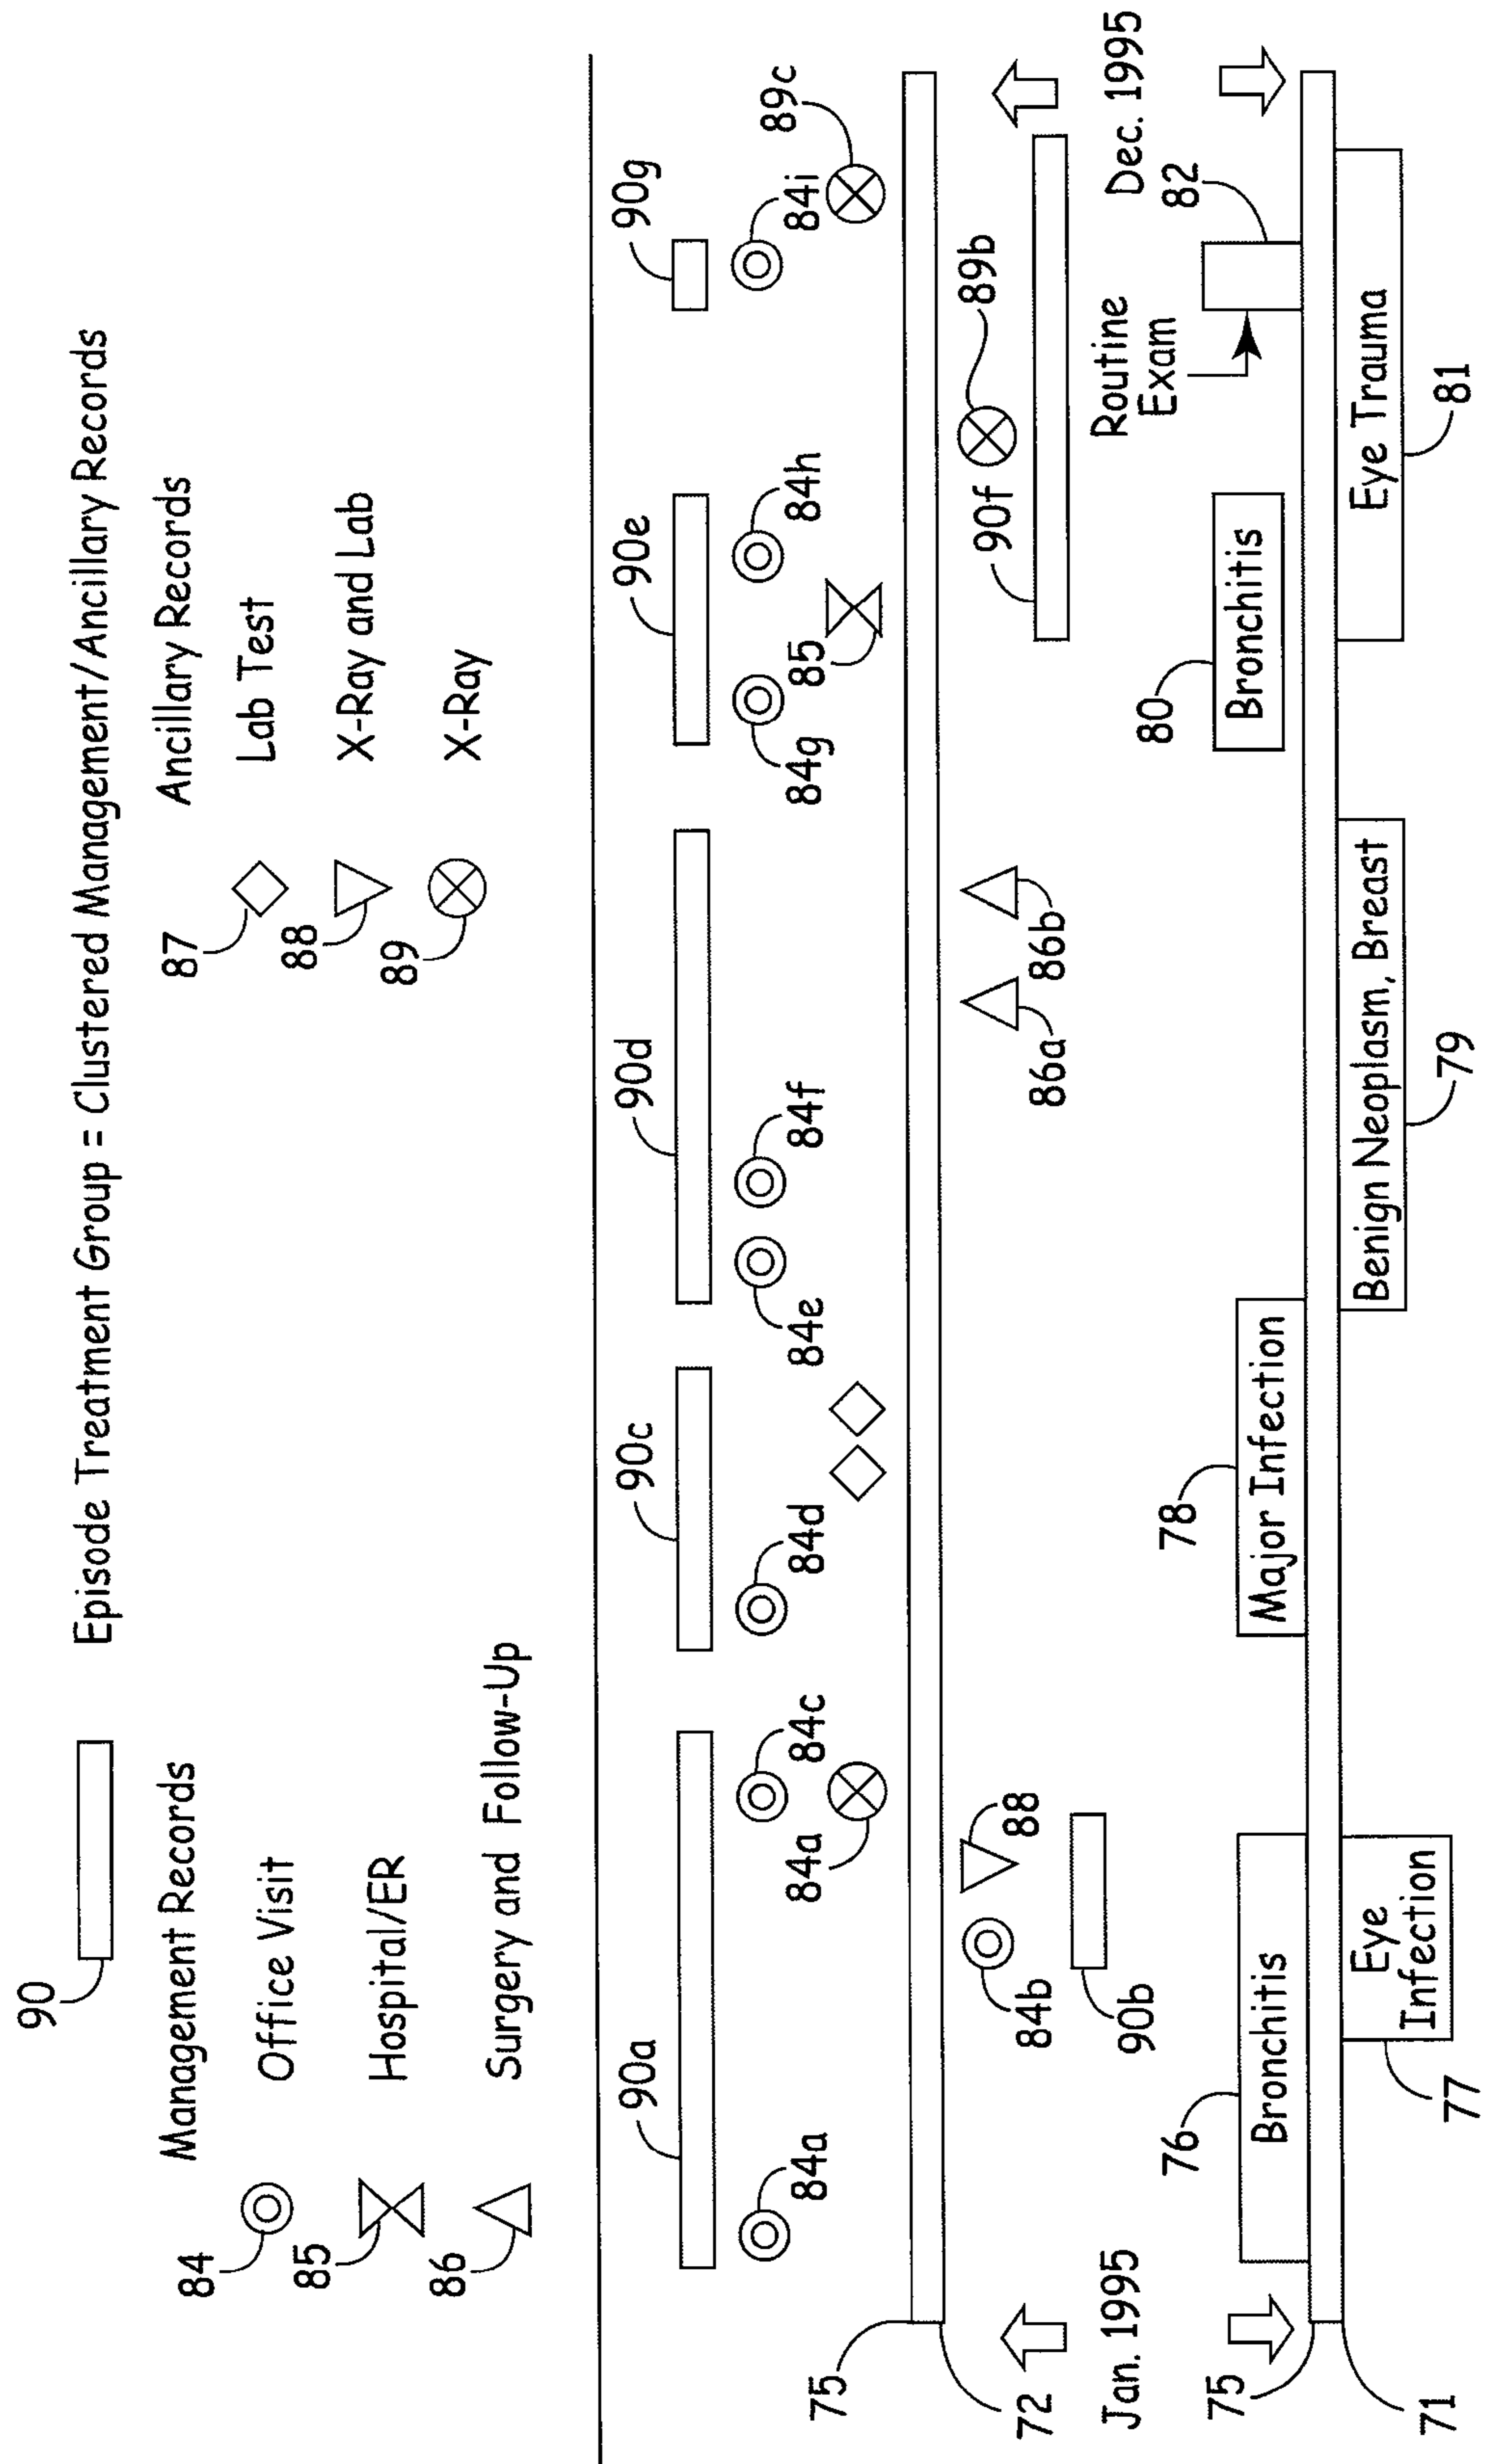 90
Episode Treatment Group = Clustered Management/Ancillary Records
Management Records
Ancillary Records
84
Office Visit
87
Lab Test
85
Hospital/ER
88
X-Ray and Lab
86
Surgery and Follow-Up
89
X-Ray
90a
90c
90d
90e
90g
84a
84c
84d
84e
84f
84g
84h
84i
84a
85
89c
75
72
84b
88
86a
86b
90f
89b
90b
Jan. 1995
Dec. 1995
Routine
Exam
82
76
78
80
75
Bronchitis
Major Infection
Bronchitis
71
Eye
Infection
77
Benign Neoplasm, Breast
79
Eye Trauma
81